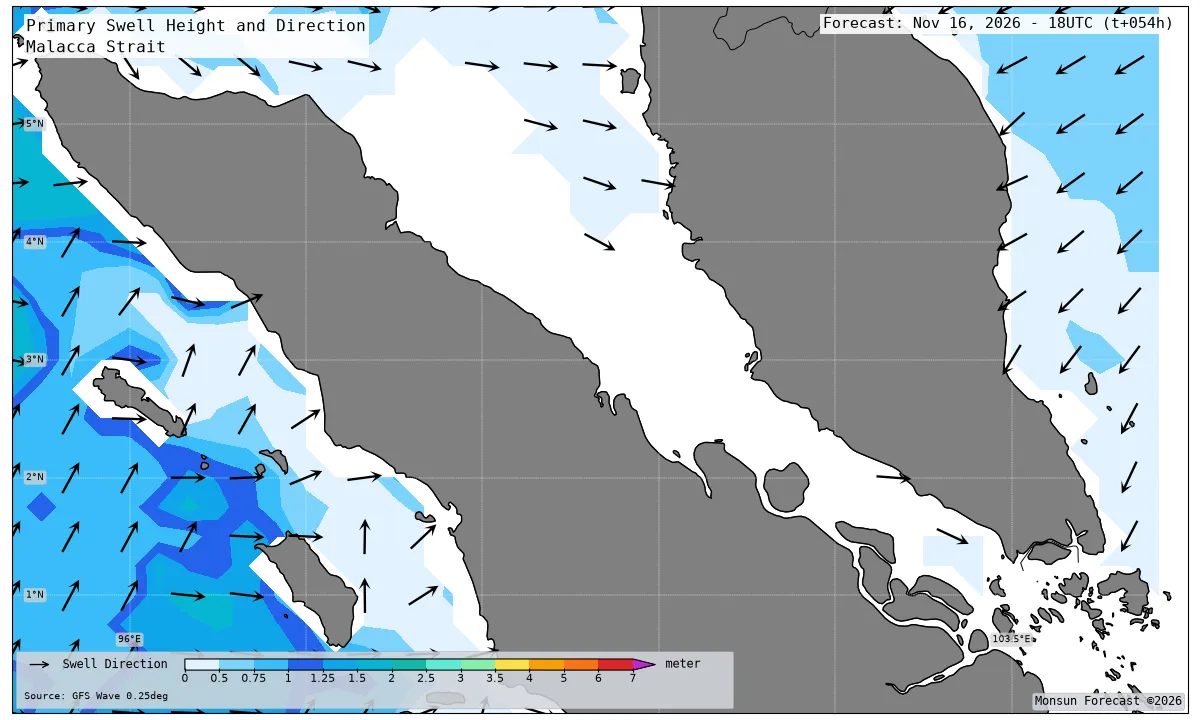 Primary Swell Height and Direction
Malacca Strait
Forecast: Nov 16, 2026 - 18UTC (t+054h)
5°N
4°N
3°N
2°N
1°N
96°E
103.5°E
Swell Direction
0 0.5 0.75 1 1.25 1.5 2 2.5 3 3.5 4 5 6 7
meter
Source: GFS Wave 0.25deg
Monsun Forecast ©2026